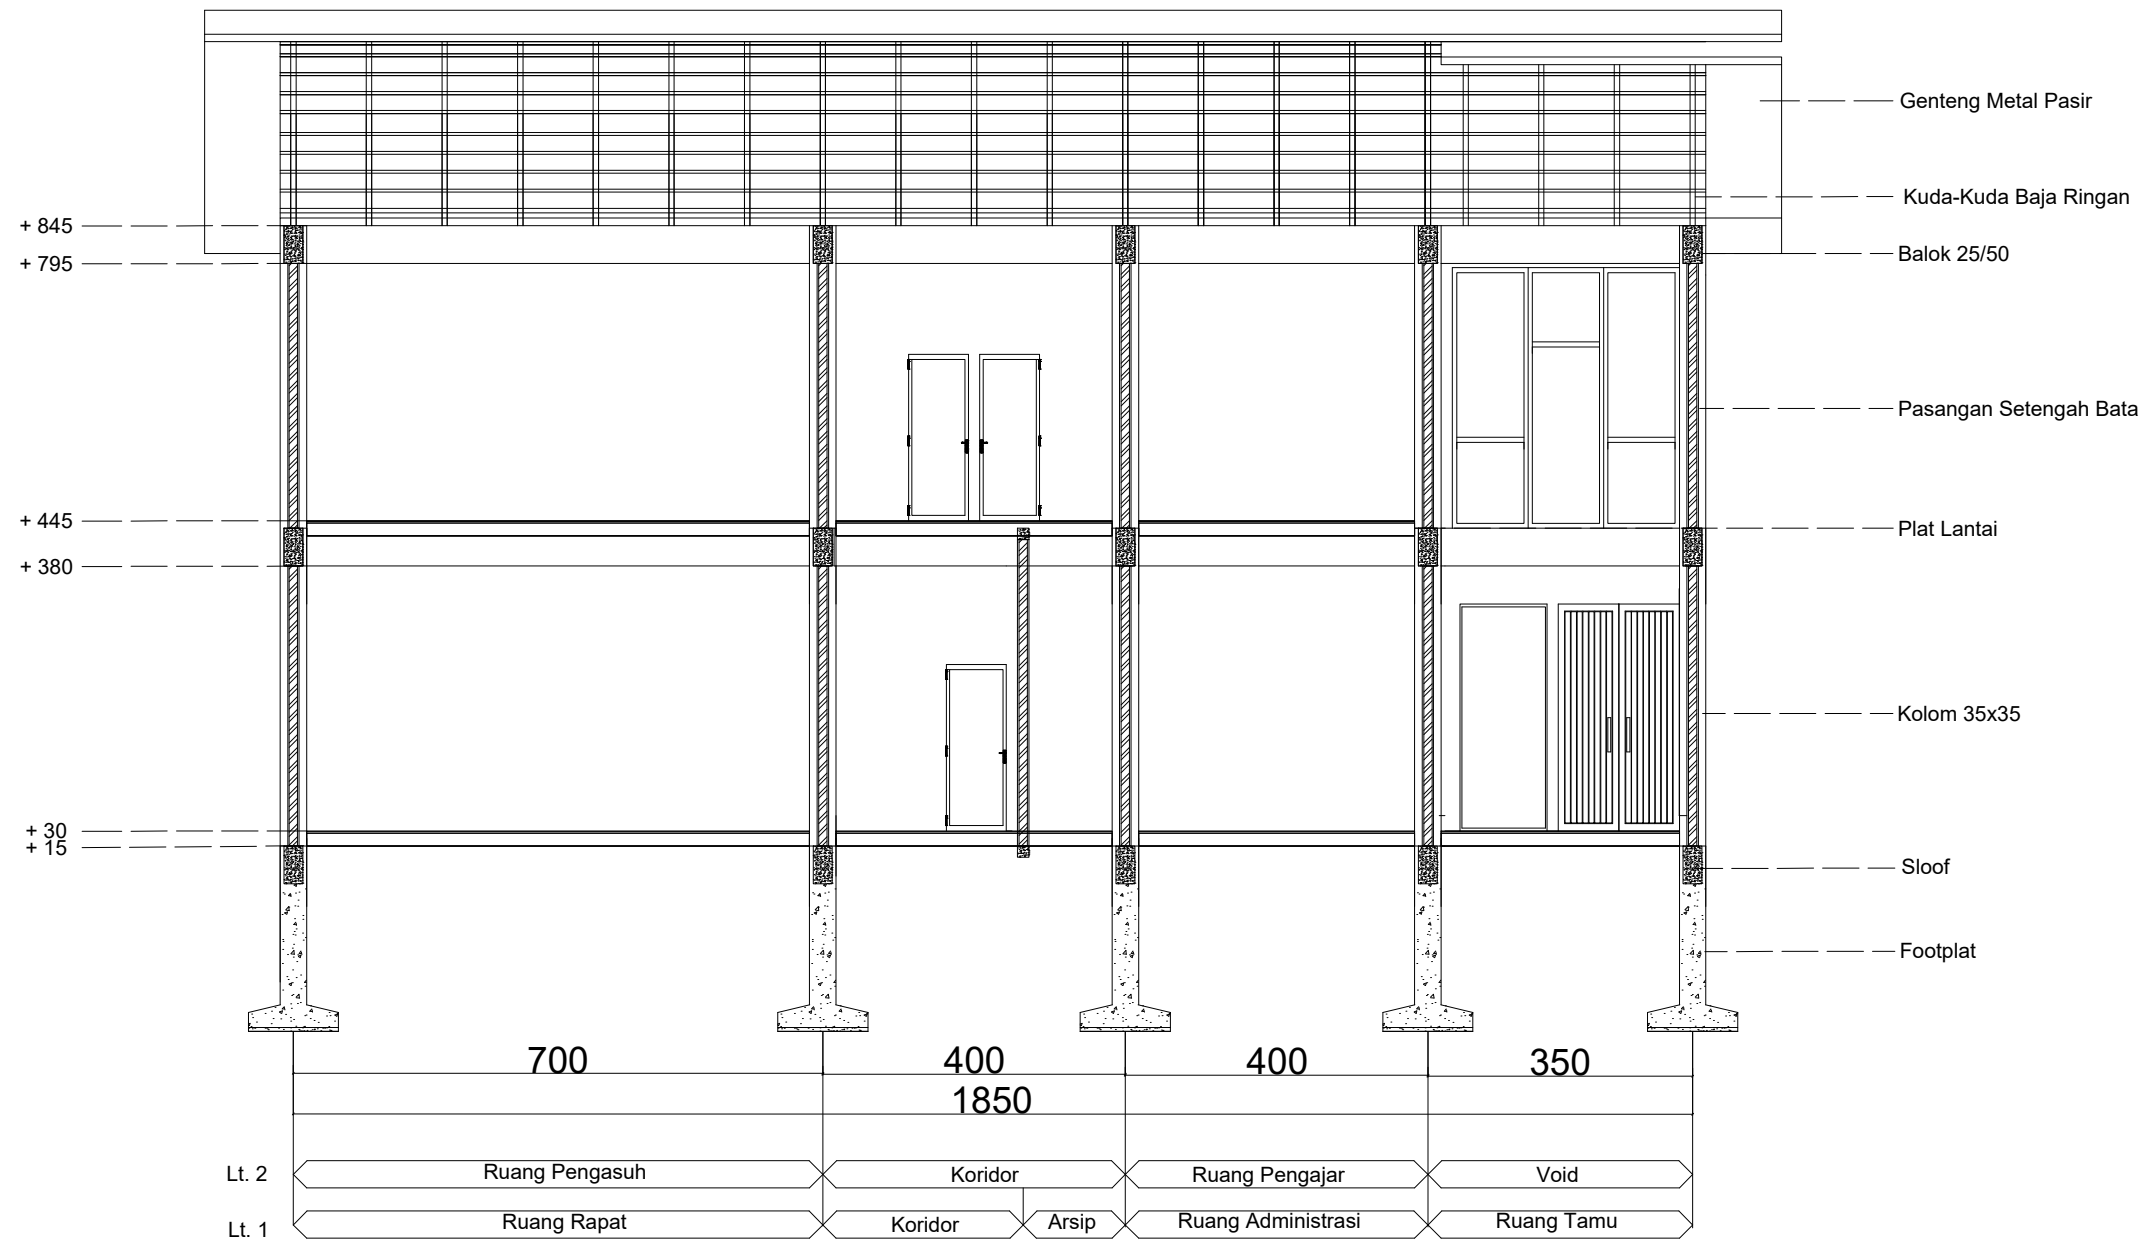 Genteng Metal Pasir
Kuda-Kuda Baja Ringan
+ 845
Balok 25/50
+ 795
Pasangan Setengah Bata
+ 445
Plat Lantai
+ 380
Kolom 35x35
+ 30
+ 15
Sloof
Footplat
700 400 400 350
1850
Lt. 2 Ruang Pengasuh Koridor Ruang Pengajar Void
Lt. 1 Ruang Rapat Koridor Arsip Ruang Administrasi Ruang Tamu